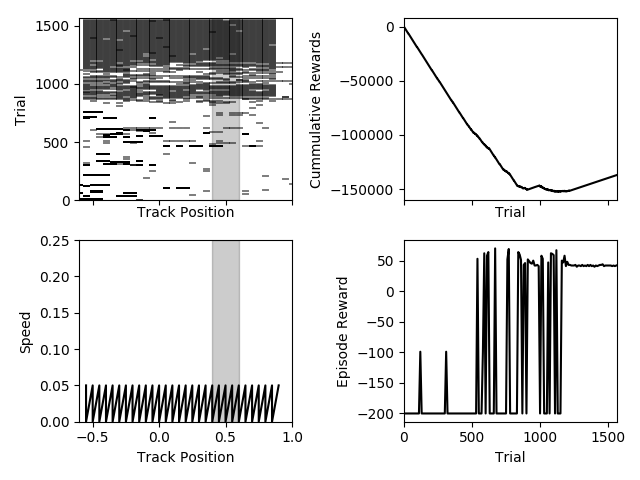 1500
1000
500
0
Trial
Track Position
0
−50000
−100000
−150000
Cummulative Rewards
Trial
0.25
0.20
0.15
0.10
0.05
0.00
Speed
−0.5 0.0 0.5 1.0
Track Position
50
0
−50
−100
−150
−200
Episode Reward
0 500 1000 1500
Trial